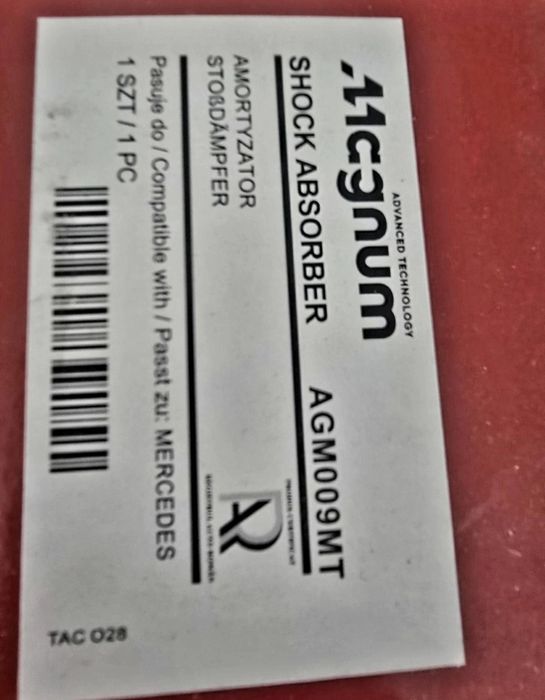 Magnum
ADVANCED TECHNOLOGY
SHOCK ABSORBER AGM009MT
AMORTYZATOR
STOßDÄMPFER
Pasuje do / Compatible with / Passt zu: MERCEDES
1 SZT / 1 PC
TAC O28